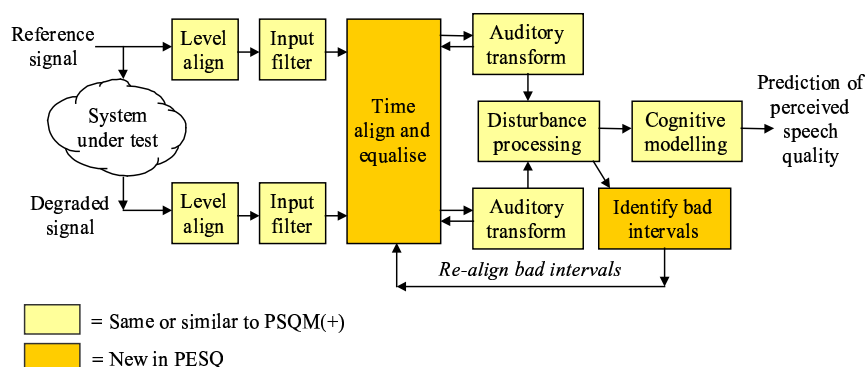 Reference
signal
Level
align
Input
filter
Time
align and
equalise
Auditory
transform
System
under test
Disturbance
processing
Cognitive
modelling
Prediction of
perceived
speech
quality
Degraded
signal
Level
align
Input
filter
Auditory
transform
Identify bad
intervals
Re-align bad intervals
= Same or similar to PSQM(+)
= New in PESQ